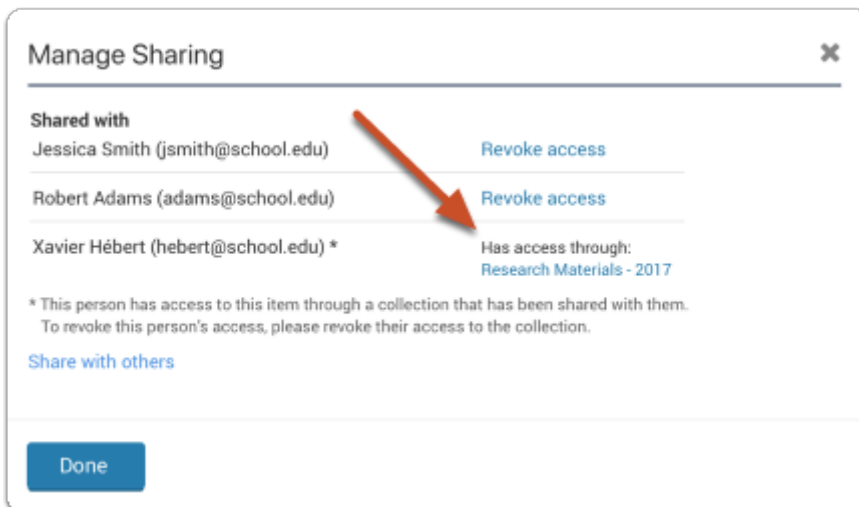 Manage Sharing
Shared with
Jessica Smith (jsmith@school.edu) Revoke access
Robert Adams (adams@school.edu) Revoke access
Xavier Hébert (hebert@school.edu) * Has access through:
Research Materials - 2017
* This person has access to this item through a collection that has been shared with them.
To revoke this person's access, please revoke their access to the collection.
Share with others
Done